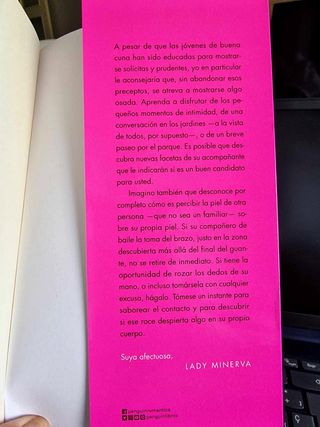 A pesar de que las jóvenes de buena
cuna han sido educadas para mostrar-
se solícitas y prudentes, yo en particular
le aconsejaría que, sin abandonar esos
preceptos, se atreva a mostrarse algo
osada. Aprenda a disfrutar de los pe-
queños momentos de intimidad, de una
conversación en los jardines —a la vista
de todos, por supuesto—, o de un breve
paseo por el parque. Es posible que des-
cubra nuevas facetas de su acompañante
que le indicarán si es un buen candidato
para usted.
Imagino también que desconoce por
completo cómo es percibir la piel de otra
persona —que no sea un familiar— so-
bre su propia piel. Si su compañero de
baile la toma del brazo, justo en la zona
descubierta más allá del final del guan-
te, no se retire de inmediato. Si tiene la
oportunidad de rozar los dedos de su
mano, o incluso tomársela con cualquier
excusa, hágalo. Tómese un instante para
saborear el contacto y para descubrir
si ese roce despierta algo en su propio
cuerpo.
Suya afectuosa,
LADY MINERVA
penguinromantica
penguinlibros